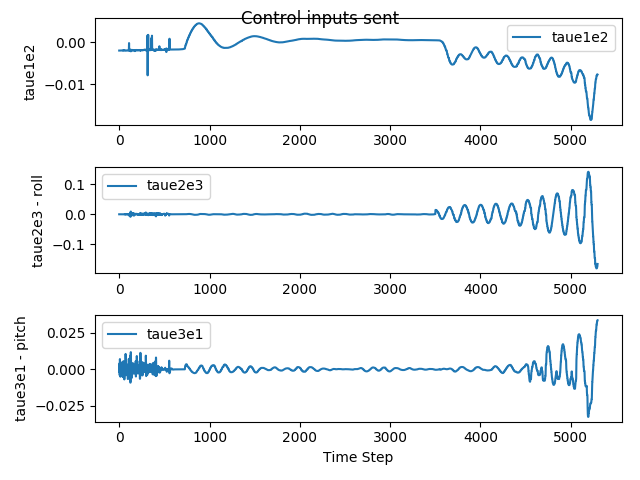 Control inputs sent
taue1e2
0.00
−0.01
taue1e2
0 1000 2000 3000 4000 5000
taue2e3 - roll
0.1
0.0
−0.1
taue2e3
0 1000 2000 3000 4000 5000
taue3e1 - pitch
0.025
0.000
−0.025
taue3e1
0 1000 2000 3000 4000 5000
Time Step